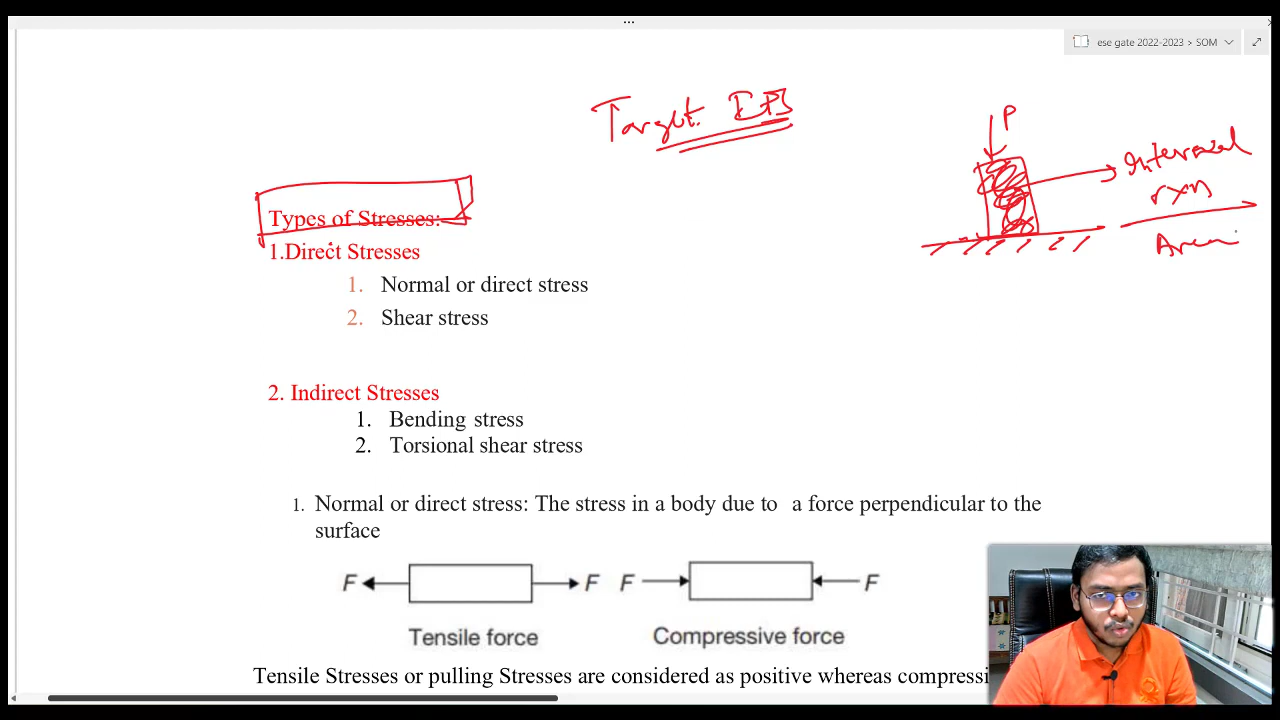 ese gate 2022-2023 > SOM
Target EPS
P
Internal
rxn
Area
Types of Stresses:
1.Direct Stresses
1. Normal or direct stress
2. Shear stress
2. Indirect Stresses
1. Bending stress
2. Torsional shear stress
1. Normal or direct stress: The stress in a body due to a force perpendicular to the
surface
F F F F
Tensile force Compressive force
Tensile Stresses or pulling Stresses are considered as positive whereas compressi